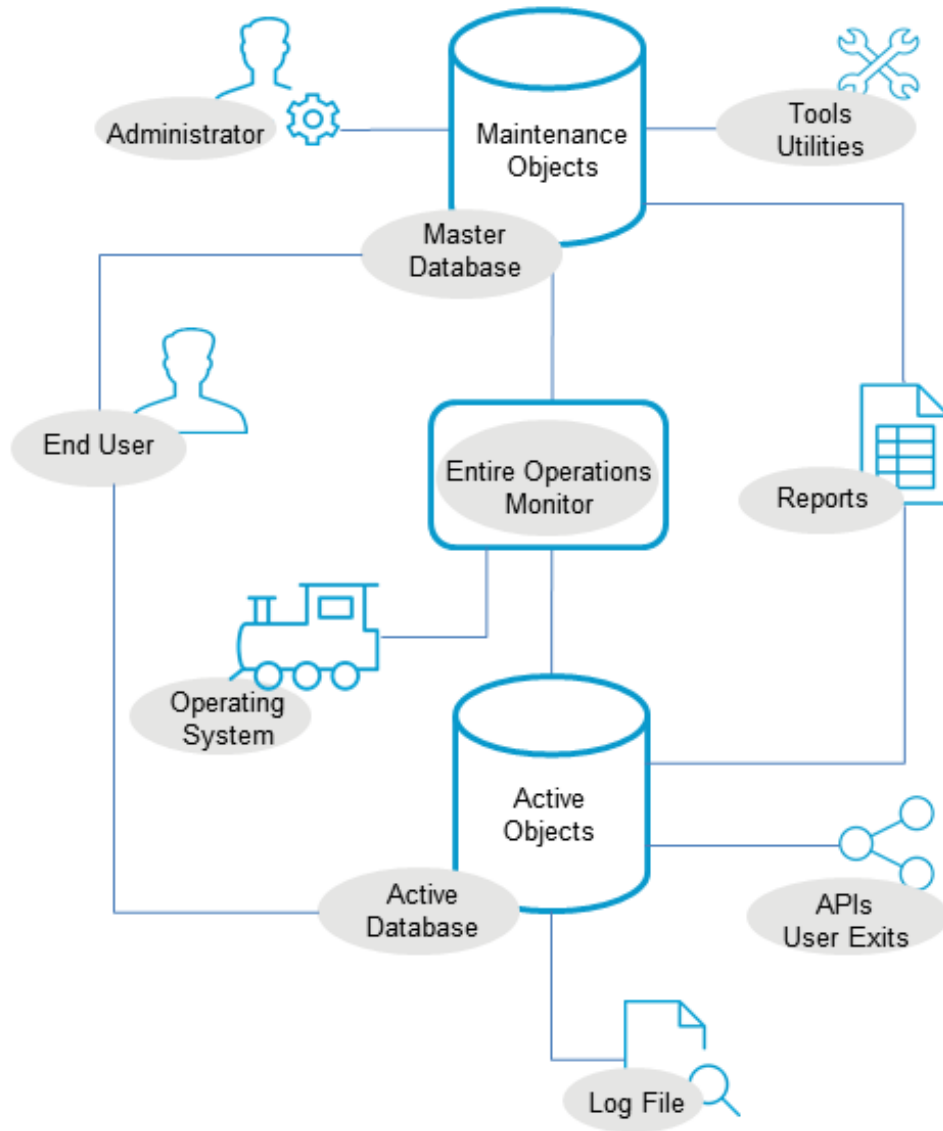 Administrator
Maintenance
Objects
Tools
Utilities
Master
Database
End User
Entire Operations
Monitor
Reports
Operating
System
Active
Objects
Active
Database
APIs
User Exits
Log File